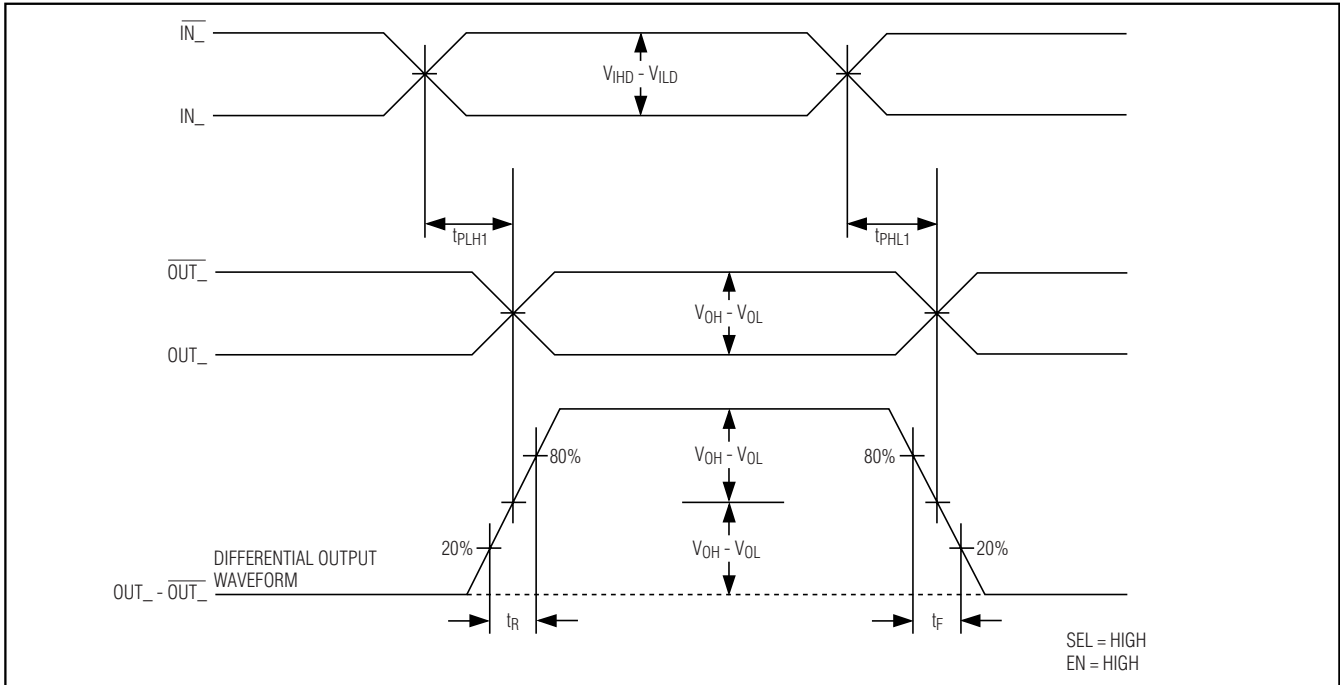 IN_
V_IHD - V_ILD
IN_
t_PLH1
t_PHL1
OUT_
V_OH - V_OL
OUT_
80%
V_OH - V_OL
80%
20%
DIFFERENTIAL OUTPUT
WAVEFORM
V_OH - V_OL
20%
OUT_ - OUT_
t_R
t_F
SEL = HIGH
EN = HIGH